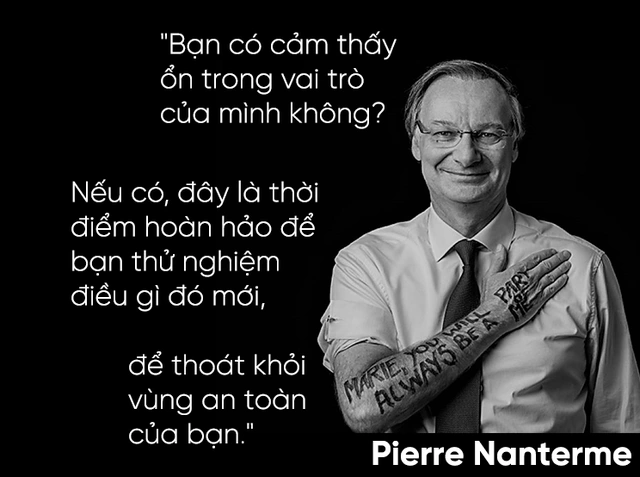 "Bạn có cảm thấy
ổn trong vai trò
của mình không?
Nếu có, đây là thời
điểm hoàn hảo để
bạn thử nghiệm
điều gì đó mới,
để thoát khỏi
vùng an toàn
của bạn."
MARIE, YOU WILL
ALWAYS BE A
PART
ME
Pierre Nanterme